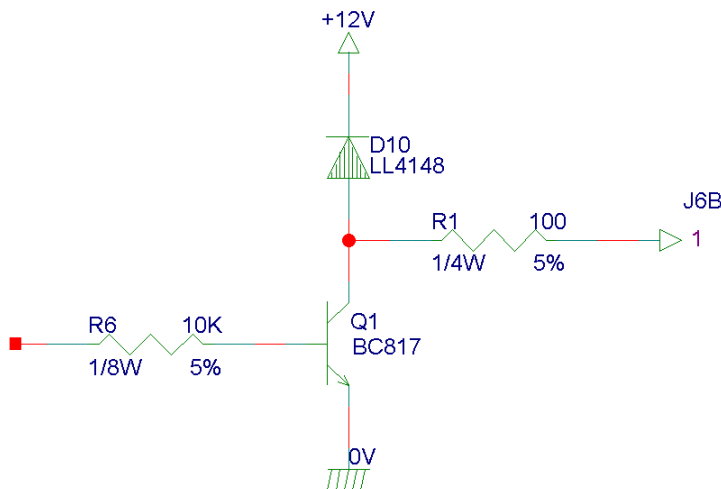 +12V
D10
LL4148
J6B
R1 100
1
1/4W 5%
Q1
R6 10K
BC817
1/8W 5%
0V